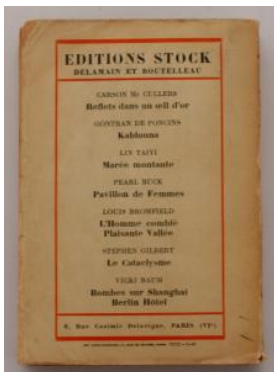 EDITIONS STOCK
DELAMAIN ET BOUTELLEAU
CARSON Mc CULLERS
Reflets dans un œil d'or
GONTRAN DE PONCINS
Kablouna
LIN TAIYI
Marée montante
PEARL BUCK
Pavillon de Femmes
LOUIS BROMFIELD
L'Homme comblé
Plaisante Vallée
STEPHEN GILBERT
Le Cataclysme
VICKI BAUM
Bombes sur Shanghaï
Berlin Hôtel
6, Rue Casimir Delavigne, PARIS (VIe)